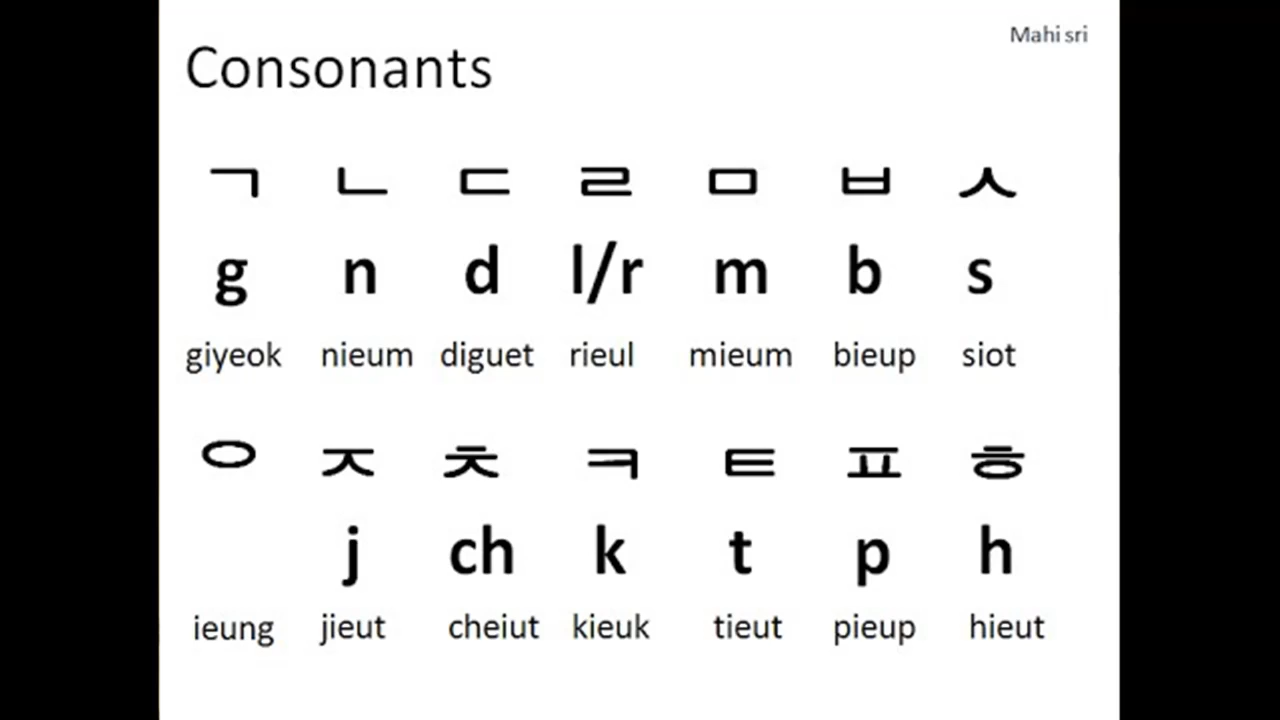 Mahi sri
Consonants
ㄱ ㄴ ㄷ ㄹ ㅁ ㅂ ㅅ
g n d l/r m b s
giyeok nieum diguet rieul mieum bieup siot
ㅇ ㅈ ㅊ ㅋ ㅌ ㅍ ㅎ
j ch k t p h
ieung jieut cheiut kieuk tieut pieup hieut